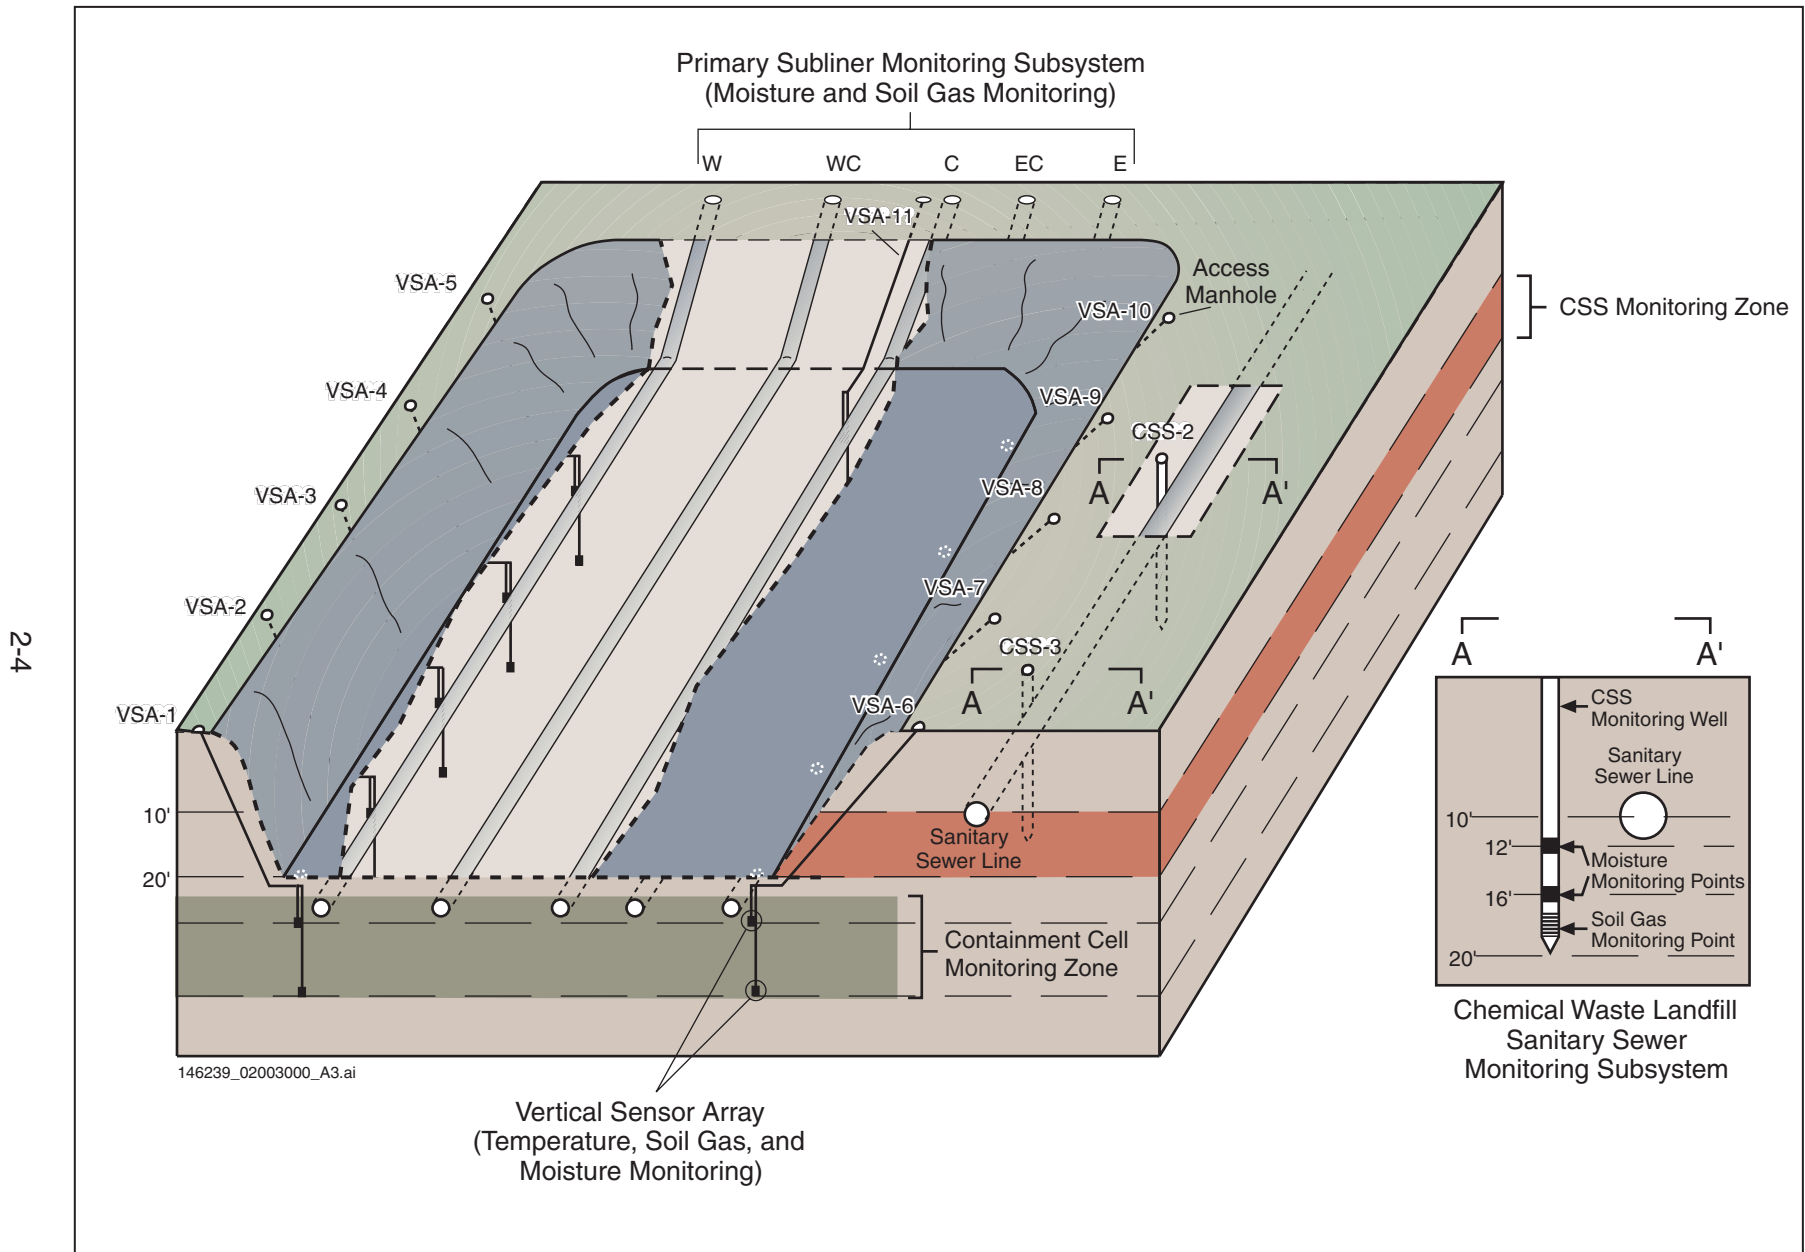 Primary Subliner Monitoring Subsystem
(Moisture and Soil Gas Monitoring)
W WC C EC E
VSA-11
VSA-5
Access
Manhole
VSA-10
CSS Monitoring Zone
VSA-4
VSA-9
CSS-2
A A'
VSA-3
VSA-8
VSA-2
VSA-7
CSS-3
A A'
VSA-1
VSA-6
10'
20'
Sanitary
Sewer Line
Containment Cell
Monitoring Zone
146239_02003000_A3.ai
Vertical Sensor Array
(Temperature, Soil Gas, and
Moisture Monitoring)
A A'
CSS
Monitoring Well
Sanitary
Sewer Line
10'
12'
Moisture
Monitoring Points
16'
Soil Gas
Monitoring Point
20'
Chemical Waste Landfill
Sanitary Sewer
Monitoring Subsystem
2-4